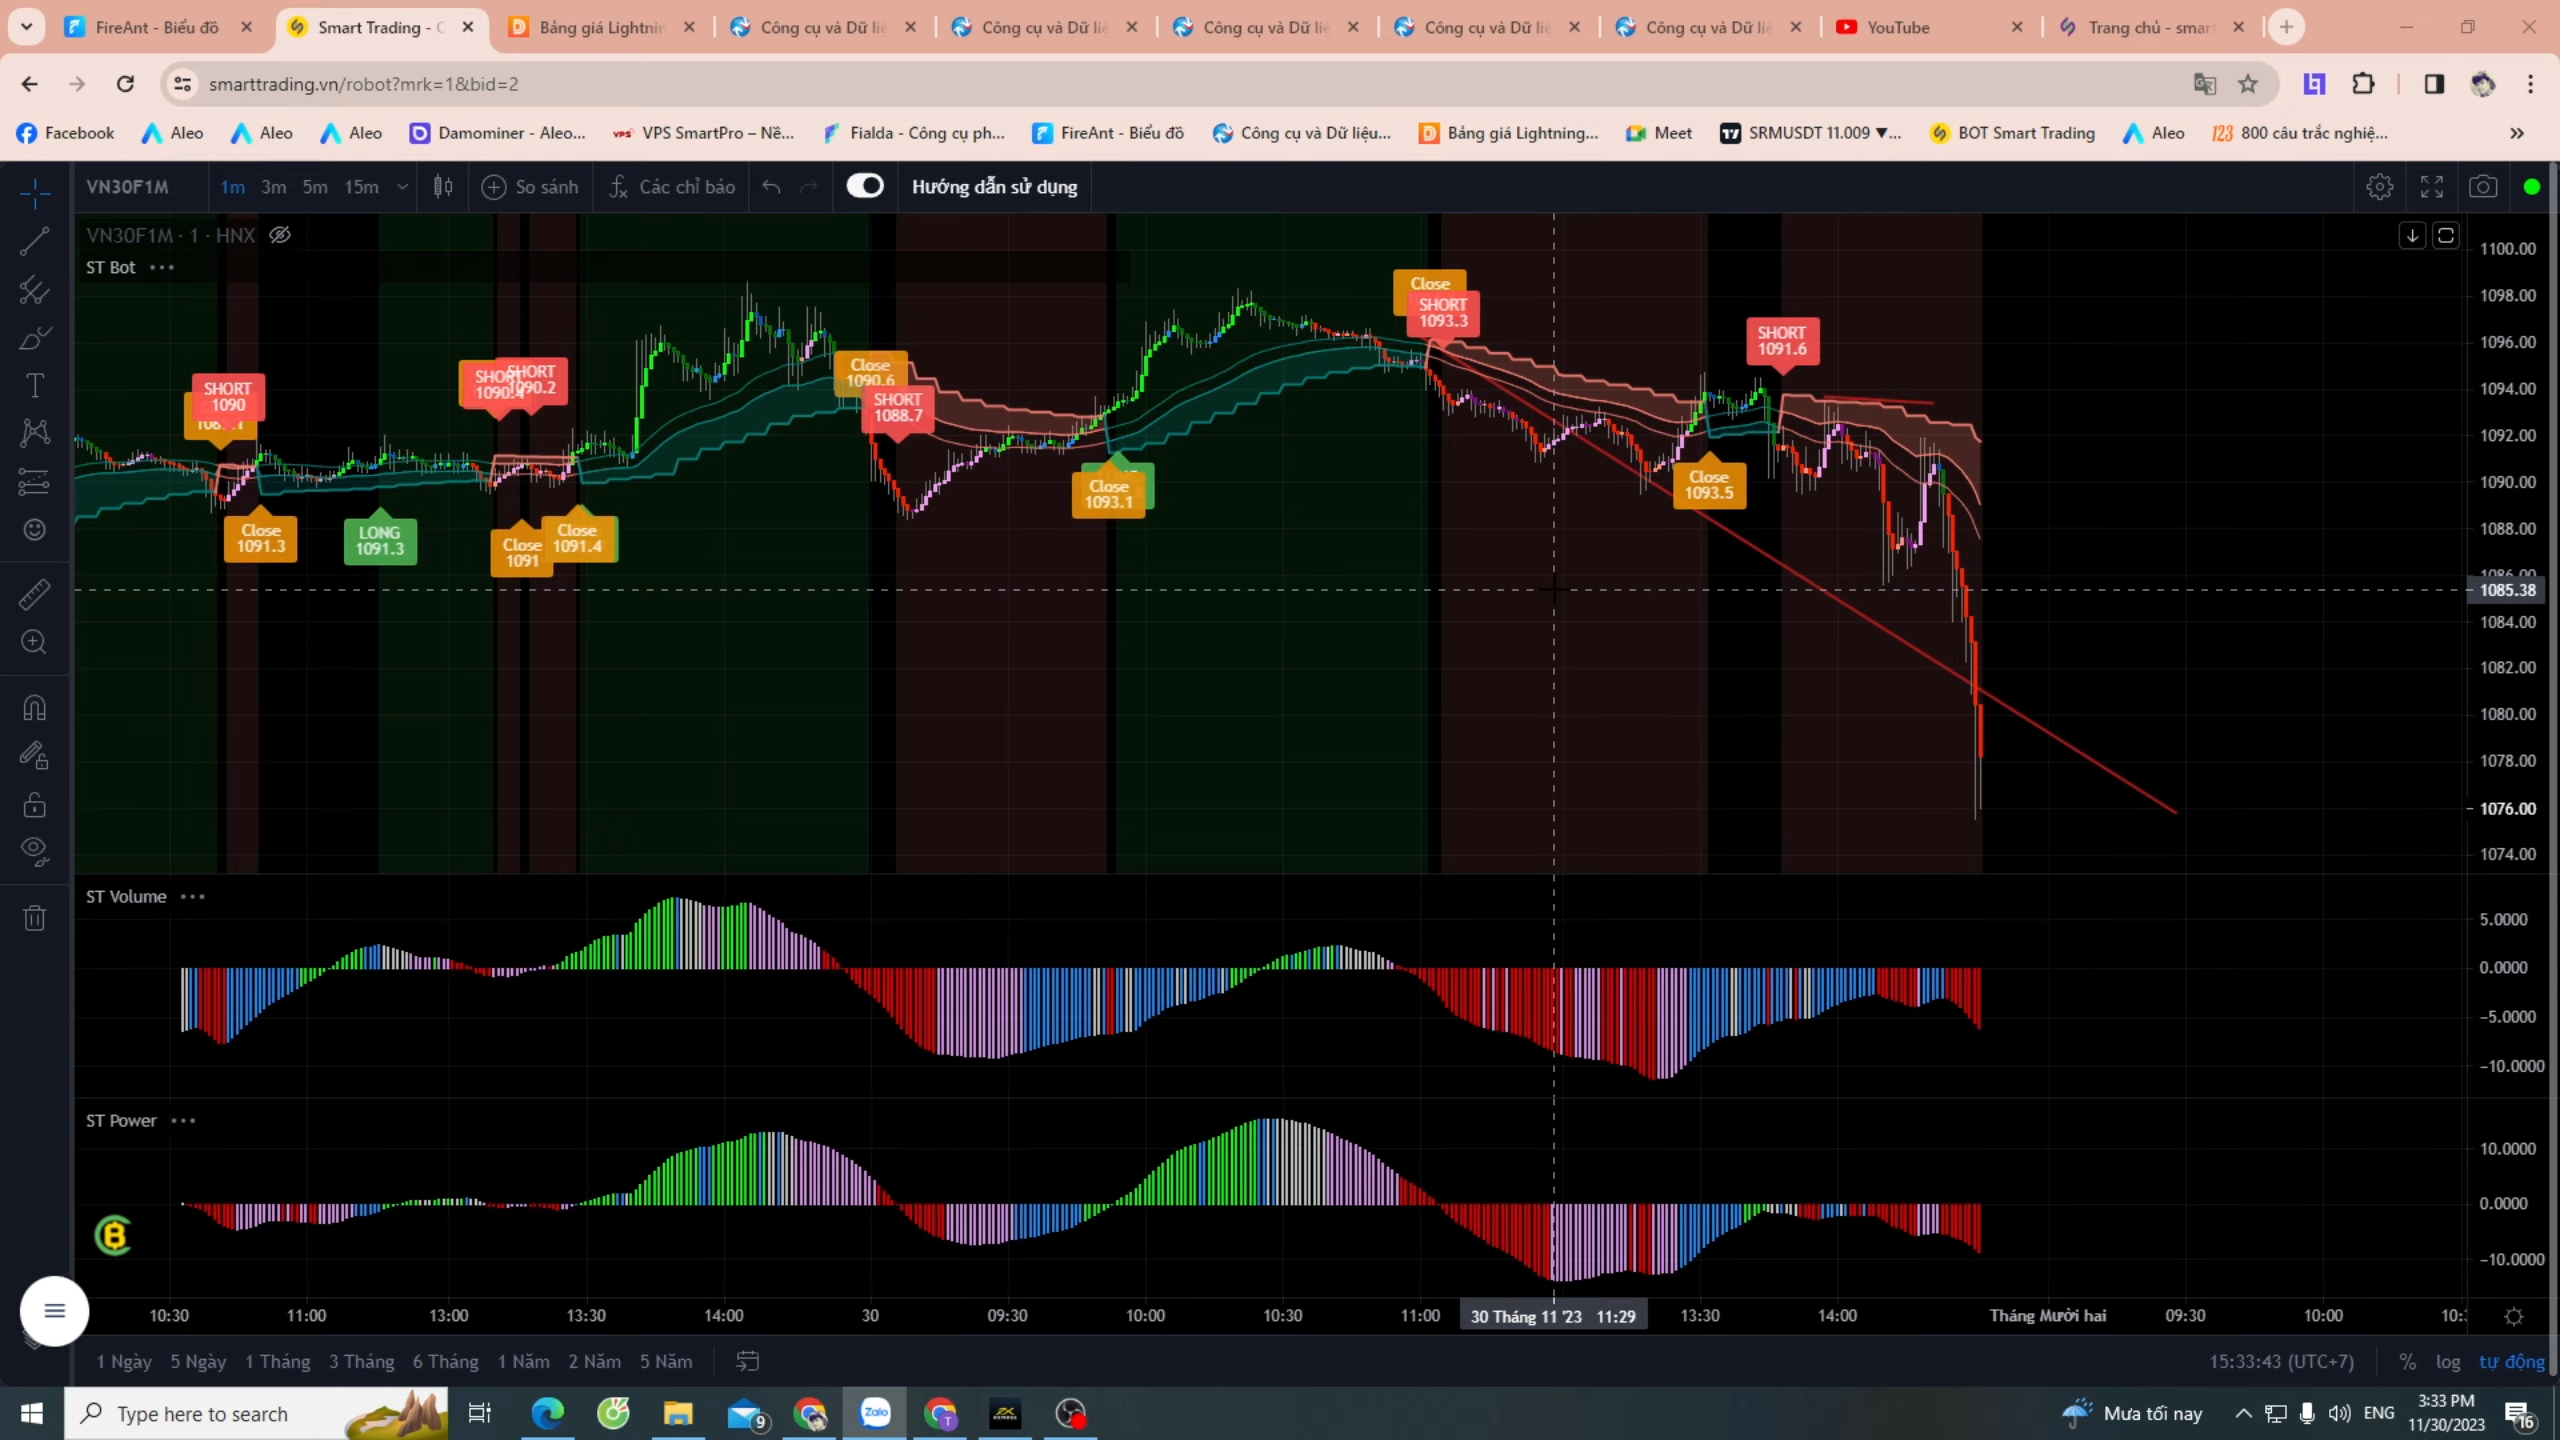 FireAnt - Biểu đồ
Smart Trading - C
Bảng giá Lightnin
Công cụ và Dữ liệ
Công cụ và Dữ liệ
Công cụ và Dữ liệ
Công cụ và Dữ liệ
Công cụ và Dữ liệ
YouTube
Trang chủ - smar
smarttrading.vn/robot?mrk=1&bid=2
Facebook
Aleo
Aleo
Aleo
Damominer - Aleo...
VPS VPS SmartPro – Nề...
Fialda - Công cụ ph...
FireAnt - Biểu đồ
Công cụ và Dữ liệu...
Bảng giá Lightning...
Meet
SRMUSDT 11.009 ▼...
BOT Smart Trading
Aleo
123 800 câu trắc nghiệ...
VN30F1M
1m 3m 5m 15m
So sánh
Các chỉ báo
Hướng dẫn sử dụng
VN30F1M · 1 · HNX
ST Bot
1100.00
1098.00
1096.00
1094.00
1092.00
1090.00
1088.00
1085.38
1084.00
1082.00
1080.00
1078.00
1076.00
1074.00
SHORT
1090
Close
1091.3
LONG
1091.3
SHORT
1090.4
SHORT
1090.2
Close
1091
Close
1091.4
Close
1090.6
SHORT
1088.7
Close
1093.1
Close
SHORT
1093.3
Close
1093.5
SHORT
1091.6
ST Volume
5.0000
0.0000
−5.0000
−10.0000
ST Power
10.0000
0.0000
−10.0000
10:30 11:00 13:00 13:30 14:00 30 09:30 10:00 10:30 11:00 30 Tháng 11 '23 11:29 13:30 14:00 Tháng Mười hai 09:30 10:00
1 Ngày 5 Ngày 1 Tháng 3 Tháng 6 Tháng 1 Năm 2 Năm 5 Năm
15:33:43 (UTC+7) % log tự động
Type here to search
9
Zalo
T
Mưa tối nay
ENG
3:33 PM
11/30/2023
16